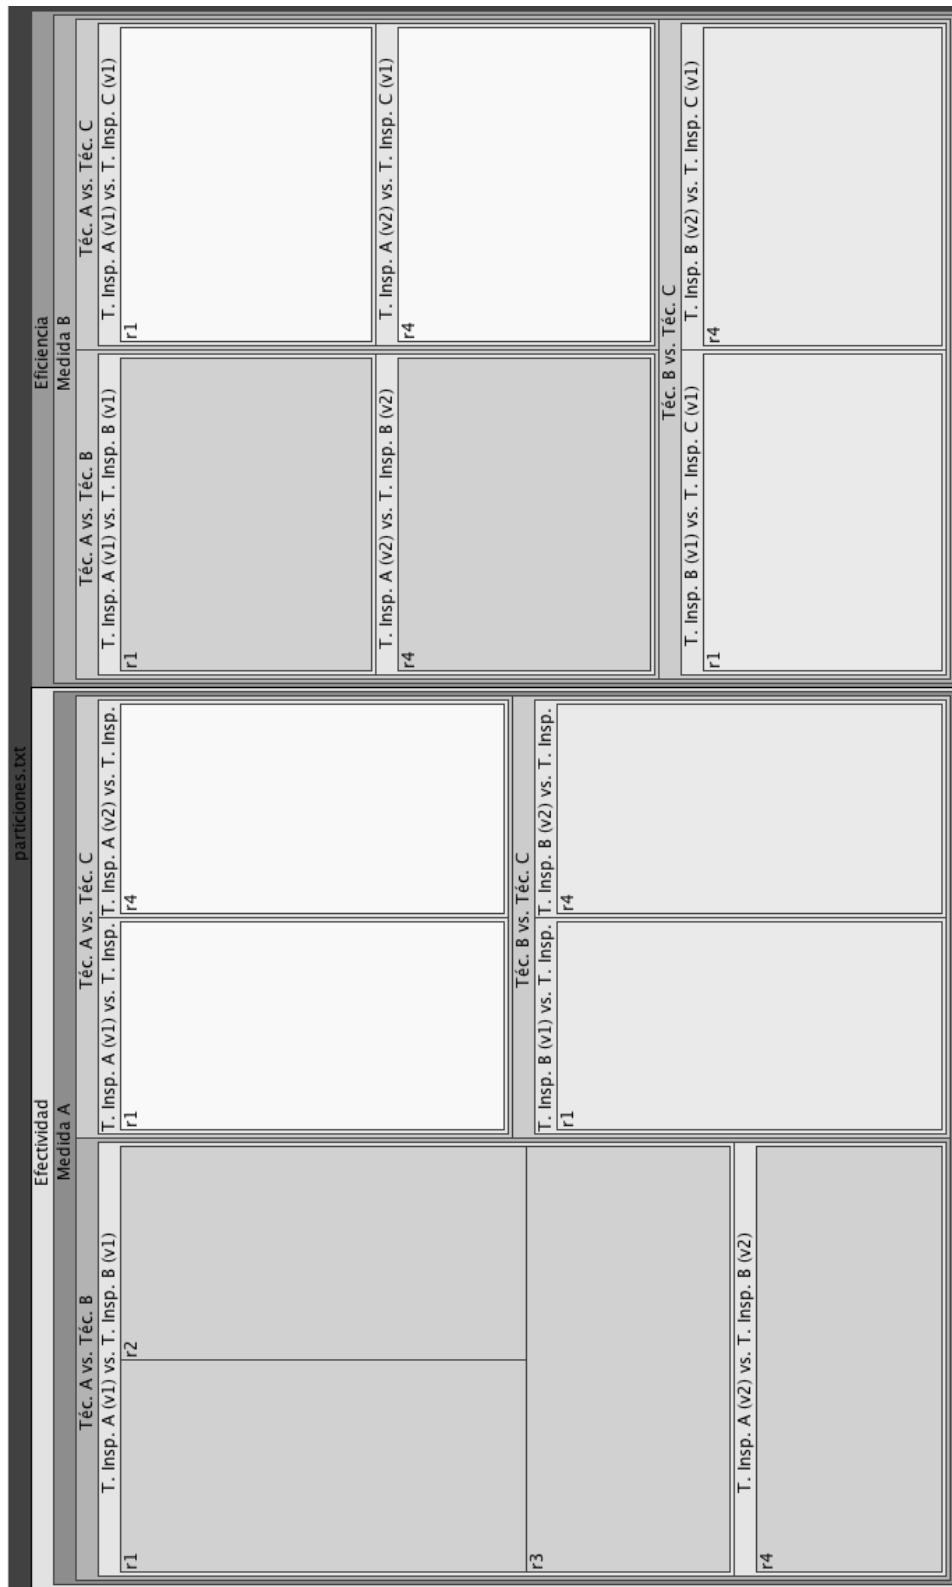 particiones.txt
Efectividad
Medida A
Téc. A vs. Téc. B
T. Insp. A (v1) vs. T. Insp. B (v1)
r1
r2
r3
T. Insp. A (v2) vs. T. Insp. B (v2)
r4
Téc. A vs. Téc. C
T. Insp. A (v1) vs. T. Insp.
r1
T. Insp. A (v2) vs. T. Insp.
r4
Téc. B vs. Téc. C
T. Insp. B (v1) vs. T. Insp.
r1
T. Insp. B (v2) vs. T. Insp.
r4
Eficiencia
Medida B
Téc. A vs. Téc. B
T. Insp. A (v1) vs. T. Insp. B (v1)
r1
T. Insp. A (v2) vs. T. Insp. B (v2)
r4
Téc. A vs. Téc. C
T. Insp. A (v1) vs. T. Insp. C (v1)
r1
T. Insp. A (v2) vs. T. Insp. C (v1)
r4
Téc. B vs. Téc. C
T. Insp. B (v1) vs. T. Insp. C (v1)
r1
T. Insp. B (v2) vs. T. Insp. C (v1)
r4